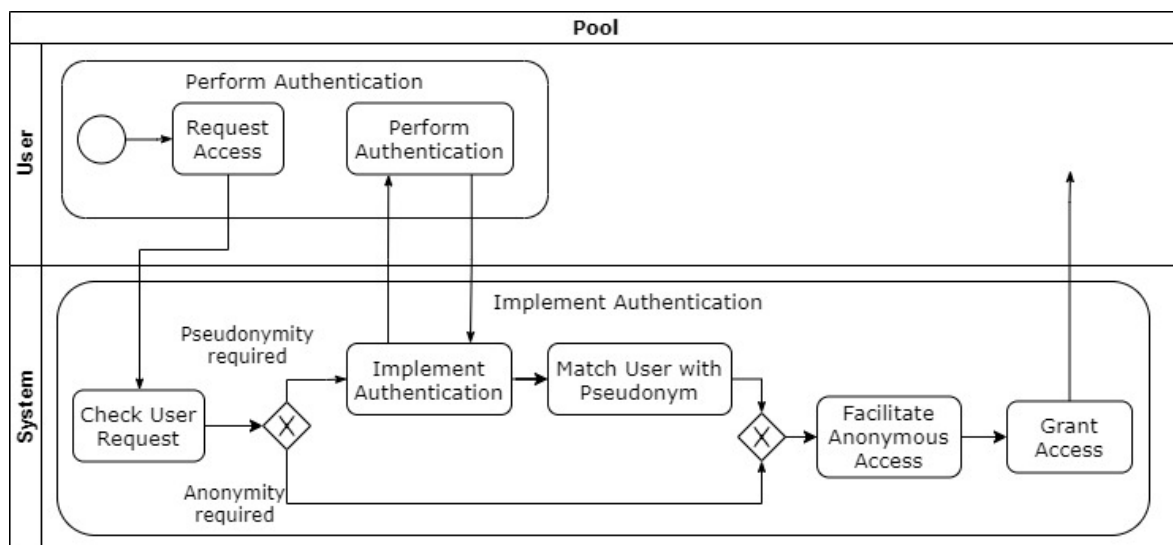 Pool
User
Perform Authentication
Request
Access
Perform
Authentication
System
Implement Authentication
Pseudonymity
required
Implement
Authentication
Match User with
Pseudonym
Check User
Request
X
X
Facilitate
Anonymous
Access
Grant
Access
Anonymity
required